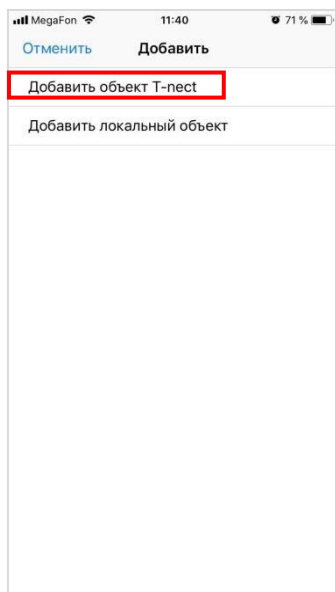 MegaFon 11:40 71 %
Отменить Добавить
Добавить объект T-nect
Добавить локальный объект